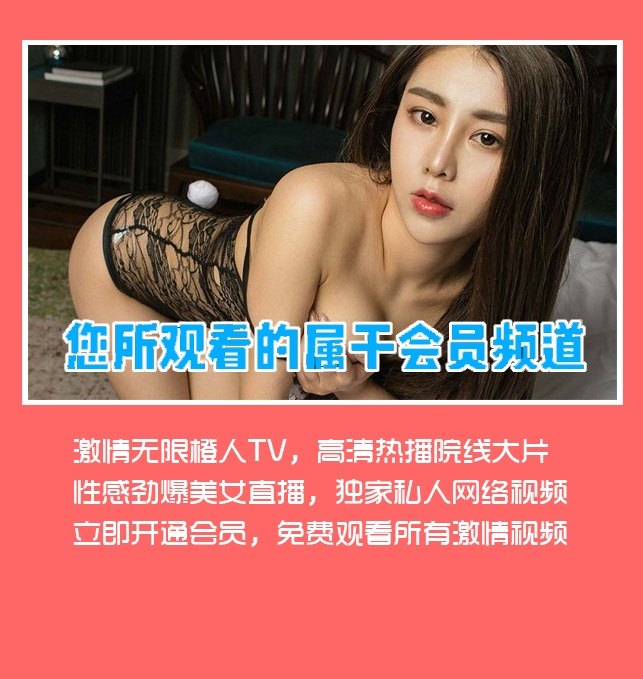 您所观看的属于会员频道
激情无限橙人TV，高清热播院线大片
性感劲爆美女直播，独家私人网络视频
立即开通会员，免费观看所有激情视频